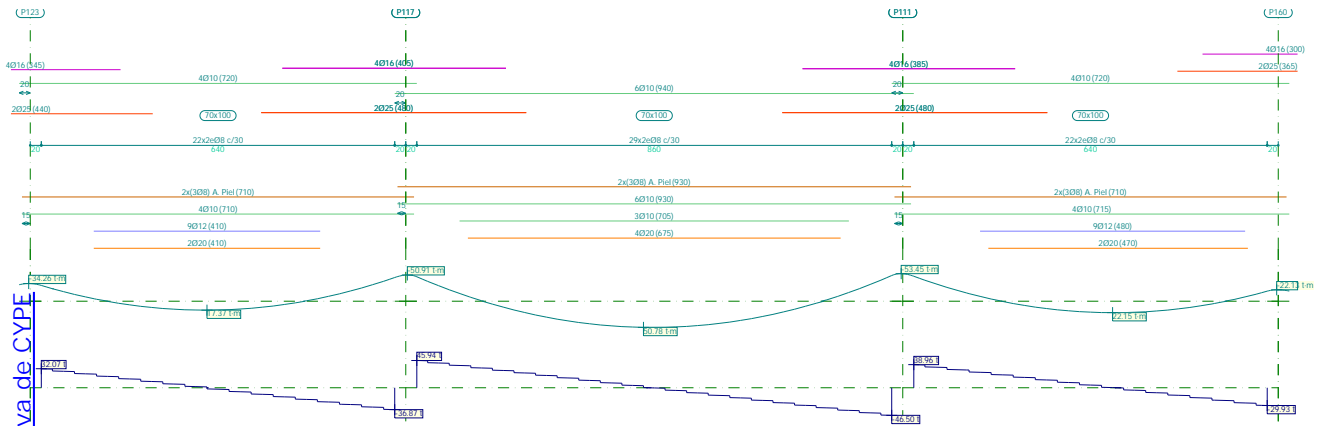 P123 P117 P111 P160
4Ø16 (300)
4Ø16 (345) 4Ø16 (405) 4Ø16 (385) 2Ø25 (365)
4Ø10 (720) 4Ø10 (720)
20 6Ø10 (940) 20
20
2Ø25 (440) 70x100 2Ø25 (480) 70x100 2Ø25 (480) 70x100
22x2eØ8 c/30 29x2eØ8 c/30 22x2eØ8 c/30
20 640 20 20 860 20 20 640 20
2x(3Ø8) A. Piel (930)
2x(3Ø8) A. Piel (710) 2x(3Ø8) A. Piel (710)
6Ø10 (930)
15 4Ø10 (710) 15 15 4Ø10 (715)
3Ø10 (705)
9Ø12 (410) 9Ø12 (480)
4Ø20 (675)
2Ø20 (410) 2Ø20 (470)
-34.26 t·m -50.91 t·m -53.45 t·m -22.13 t·m
17.37 t·m 50.78 t·m 22.15 t·m
32.07 t 45.94 t 38.96 t
-36.87 t -46.50 t -29.93 t
va de CYPE